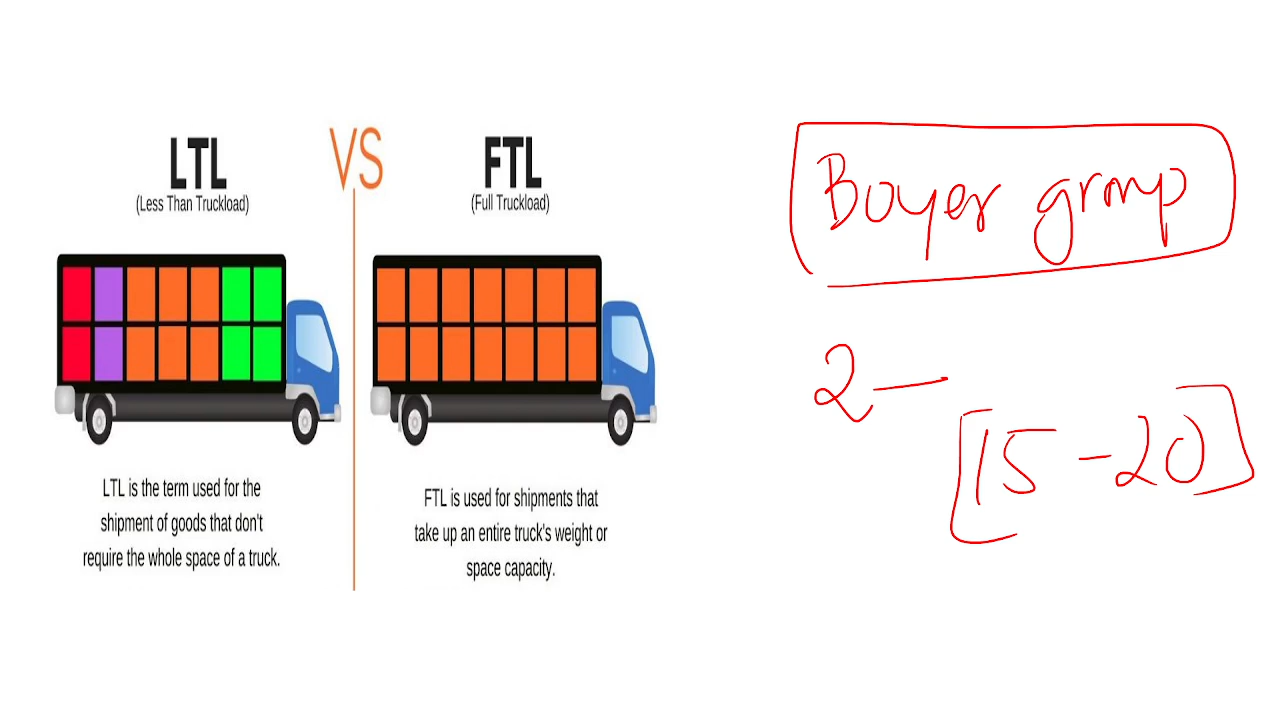 LTL
(Less Than Truckload)
VS
FTL
(Full Truckload)
LTL is the term used for the
shipment of goods that don't
require the whole space of a truck.
FTL is used for shipments that
take up an entire truck's weight or
space capacity.
Boyer group
2 —
[15 - 20]